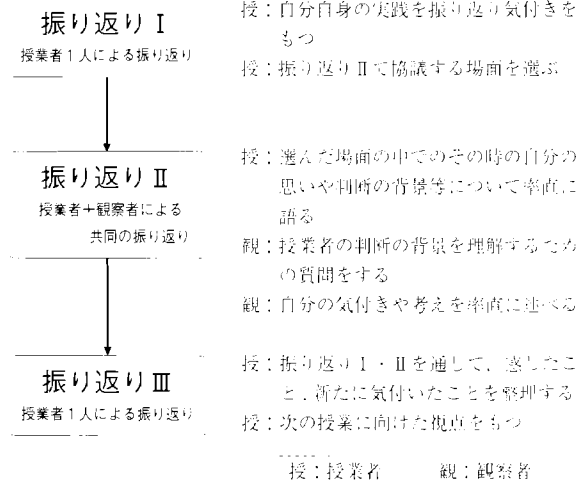 振り返りⅠ
授業者1人による振り返り
授：自分自身の実践を振り返り気付きを
もつ
授：振り返りⅡで協議する場面を選ぶ
振り返りⅡ
授業者＋観察者による
共同の振り返り
授：選んだ場面の中でのその時の自分の
思いや判断の背景等について率直に
語る
観：授業者の判断の背景を理解するため
の質問をする
観：自分の気付きや考えを率直に述べる
振り返りⅢ
授業者1人による振り返り
授：振り返りⅠ・Ⅱを通して，感じたこ
と，新たに気付いたことを整理する
授：次の授業に向けた視点をもつ
授：授業者　観：観察者